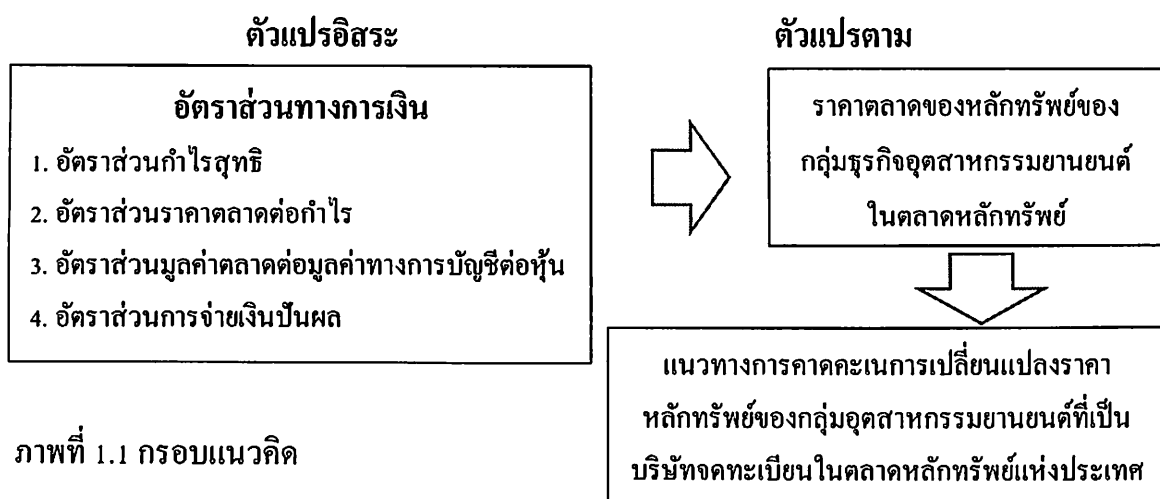 ตัวแปรอิสระ
อัตราส่วนทางการเงิน
1. อัตราส่วนกำไรสุทธิ
2. อัตราส่วนราคาตลาดต่อกำไร
3. อัตราส่วนมูลค่าตลาดต่อมูลค่าทางการบัญชีต่อหุ้น
4. อัตราส่วนการจ่ายเงินปันผล
ตัวแปรตาม
ราคาตลาดของหลักทรัพย์ของ
กลุ่มธุรกิจอุตสาหกรรมยานยนต์
ในตลาดหลักทรัพย์
แนวทางการคาดคะเนการเปลี่ยนแปลงราคา
หลักทรัพย์ของกลุ่มอุตสาหกรรมยานยนต์ที่เป็น
บริษัทจดทะเบียนในตลาดหลักทรัพย์แห่งประเทศ
ภาพที่ 1.1 กรอบแนวคิด